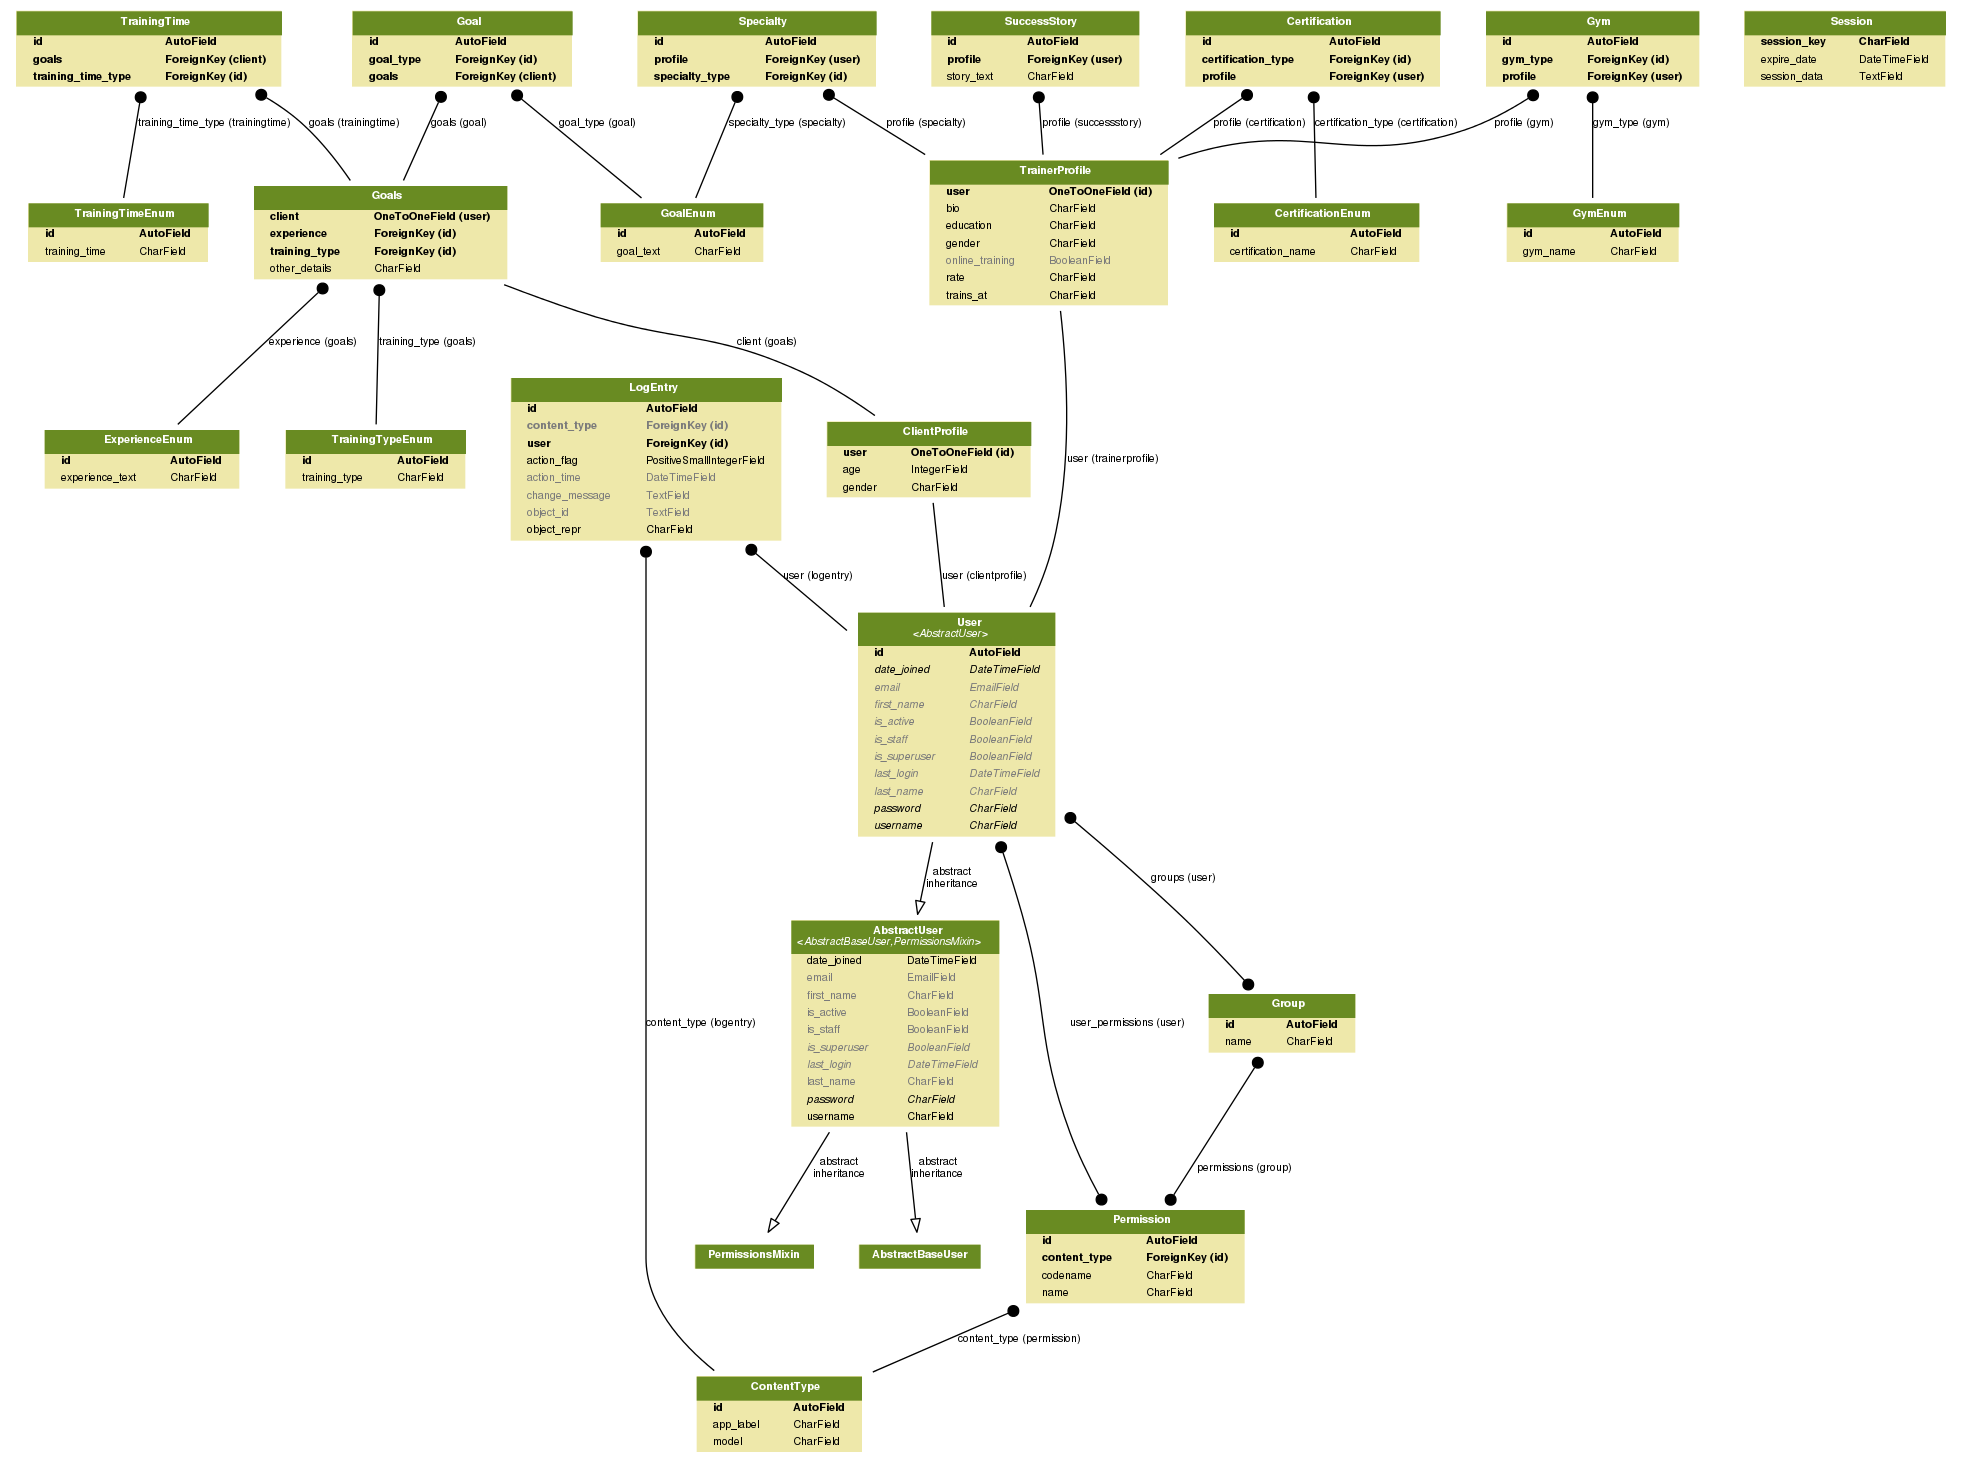 TrainingTime
id AutoField
goals ForeignKey (client)
training_time_type ForeignKey (id)
Goal
id AutoField
goal_type ForeignKey (id)
goals ForeignKey (client)
Specialty
id AutoField
profile ForeignKey (user)
specialty_type ForeignKey (id)
SuccessStory
id AutoField
profile ForeignKey (user)
story_text CharField
Certification
id AutoField
certification_type ForeignKey (id)
profile ForeignKey (user)
Gym
id AutoField
gym_type ForeignKey (id)
profile ForeignKey (user)
Session
session_key CharField
expire_date DateTimeField
session_data TextField
training_time_type (trainingtime)
goals (trainingtime)
goals (goal)
goal_type (goal)
specialty_type (specialty)
profile (specialty)
profile (successstory)
profile (certification)
certification_type (certification)
profile (gym)
gym_type (gym)
TrainingTimeEnum
id AutoField
training_time CharField
Goals
client OneToOneField (user)
experience ForeignKey (id)
training_type ForeignKey (id)
other_details CharField
GoalEnum
id AutoField
goal_text CharField
TrainerProfile
user OneToOneField (id)
bio CharField
education CharField
gender CharField
online_training BooleanField
rate CharField
trains_at CharField
CertificationEnum
id AutoField
certification_name CharField
GymEnum
id AutoField
gym_name CharField
experience (goals)
training_type (goals)
client (goals)
ExperienceEnum
id AutoField
experience_text CharField
TrainingTypeEnum
id AutoField
training_type CharField
LogEntry
id AutoField
content_type ForeignKey (id)
user ForeignKey (id)
action_flag PositiveSmallIntegerField
action_time DateTimeField
change_message TextField
object_id TextField
object_repr CharField
ClientProfile
user OneToOneField (id)
age IntegerField
gender CharField
user (trainerprofile)
user (logentry)
user (clientprofile)
User
<AbstractUser>
id AutoField
date_joined DateTimeField
email EmailField
first_name CharField
is_active BooleanField
is_staff BooleanField
is_superuser BooleanField
last_login DateTimeField
last_name CharField
password CharField
username CharField
abstract
inheritance
groups (user)
AbstractUser
<AbstractBaseUser,PermissionsMixin>
date_joined DateTimeField
email EmailField
first_name CharField
is_active BooleanField
is_staff BooleanField
is_superuser BooleanField
last_login DateTimeField
last_name CharField
password CharField
username CharField
content_type (logentry)
user_permissions (user)
Group
id AutoField
name CharField
abstract
inheritance
abstract
inheritance
permissions (group)
PermissionsMixin
AbstractBaseUser
Permission
id AutoField
content_type ForeignKey (id)
codename CharField
name CharField
content_type (permission)
ContentType
id AutoField
app_label CharField
model CharField